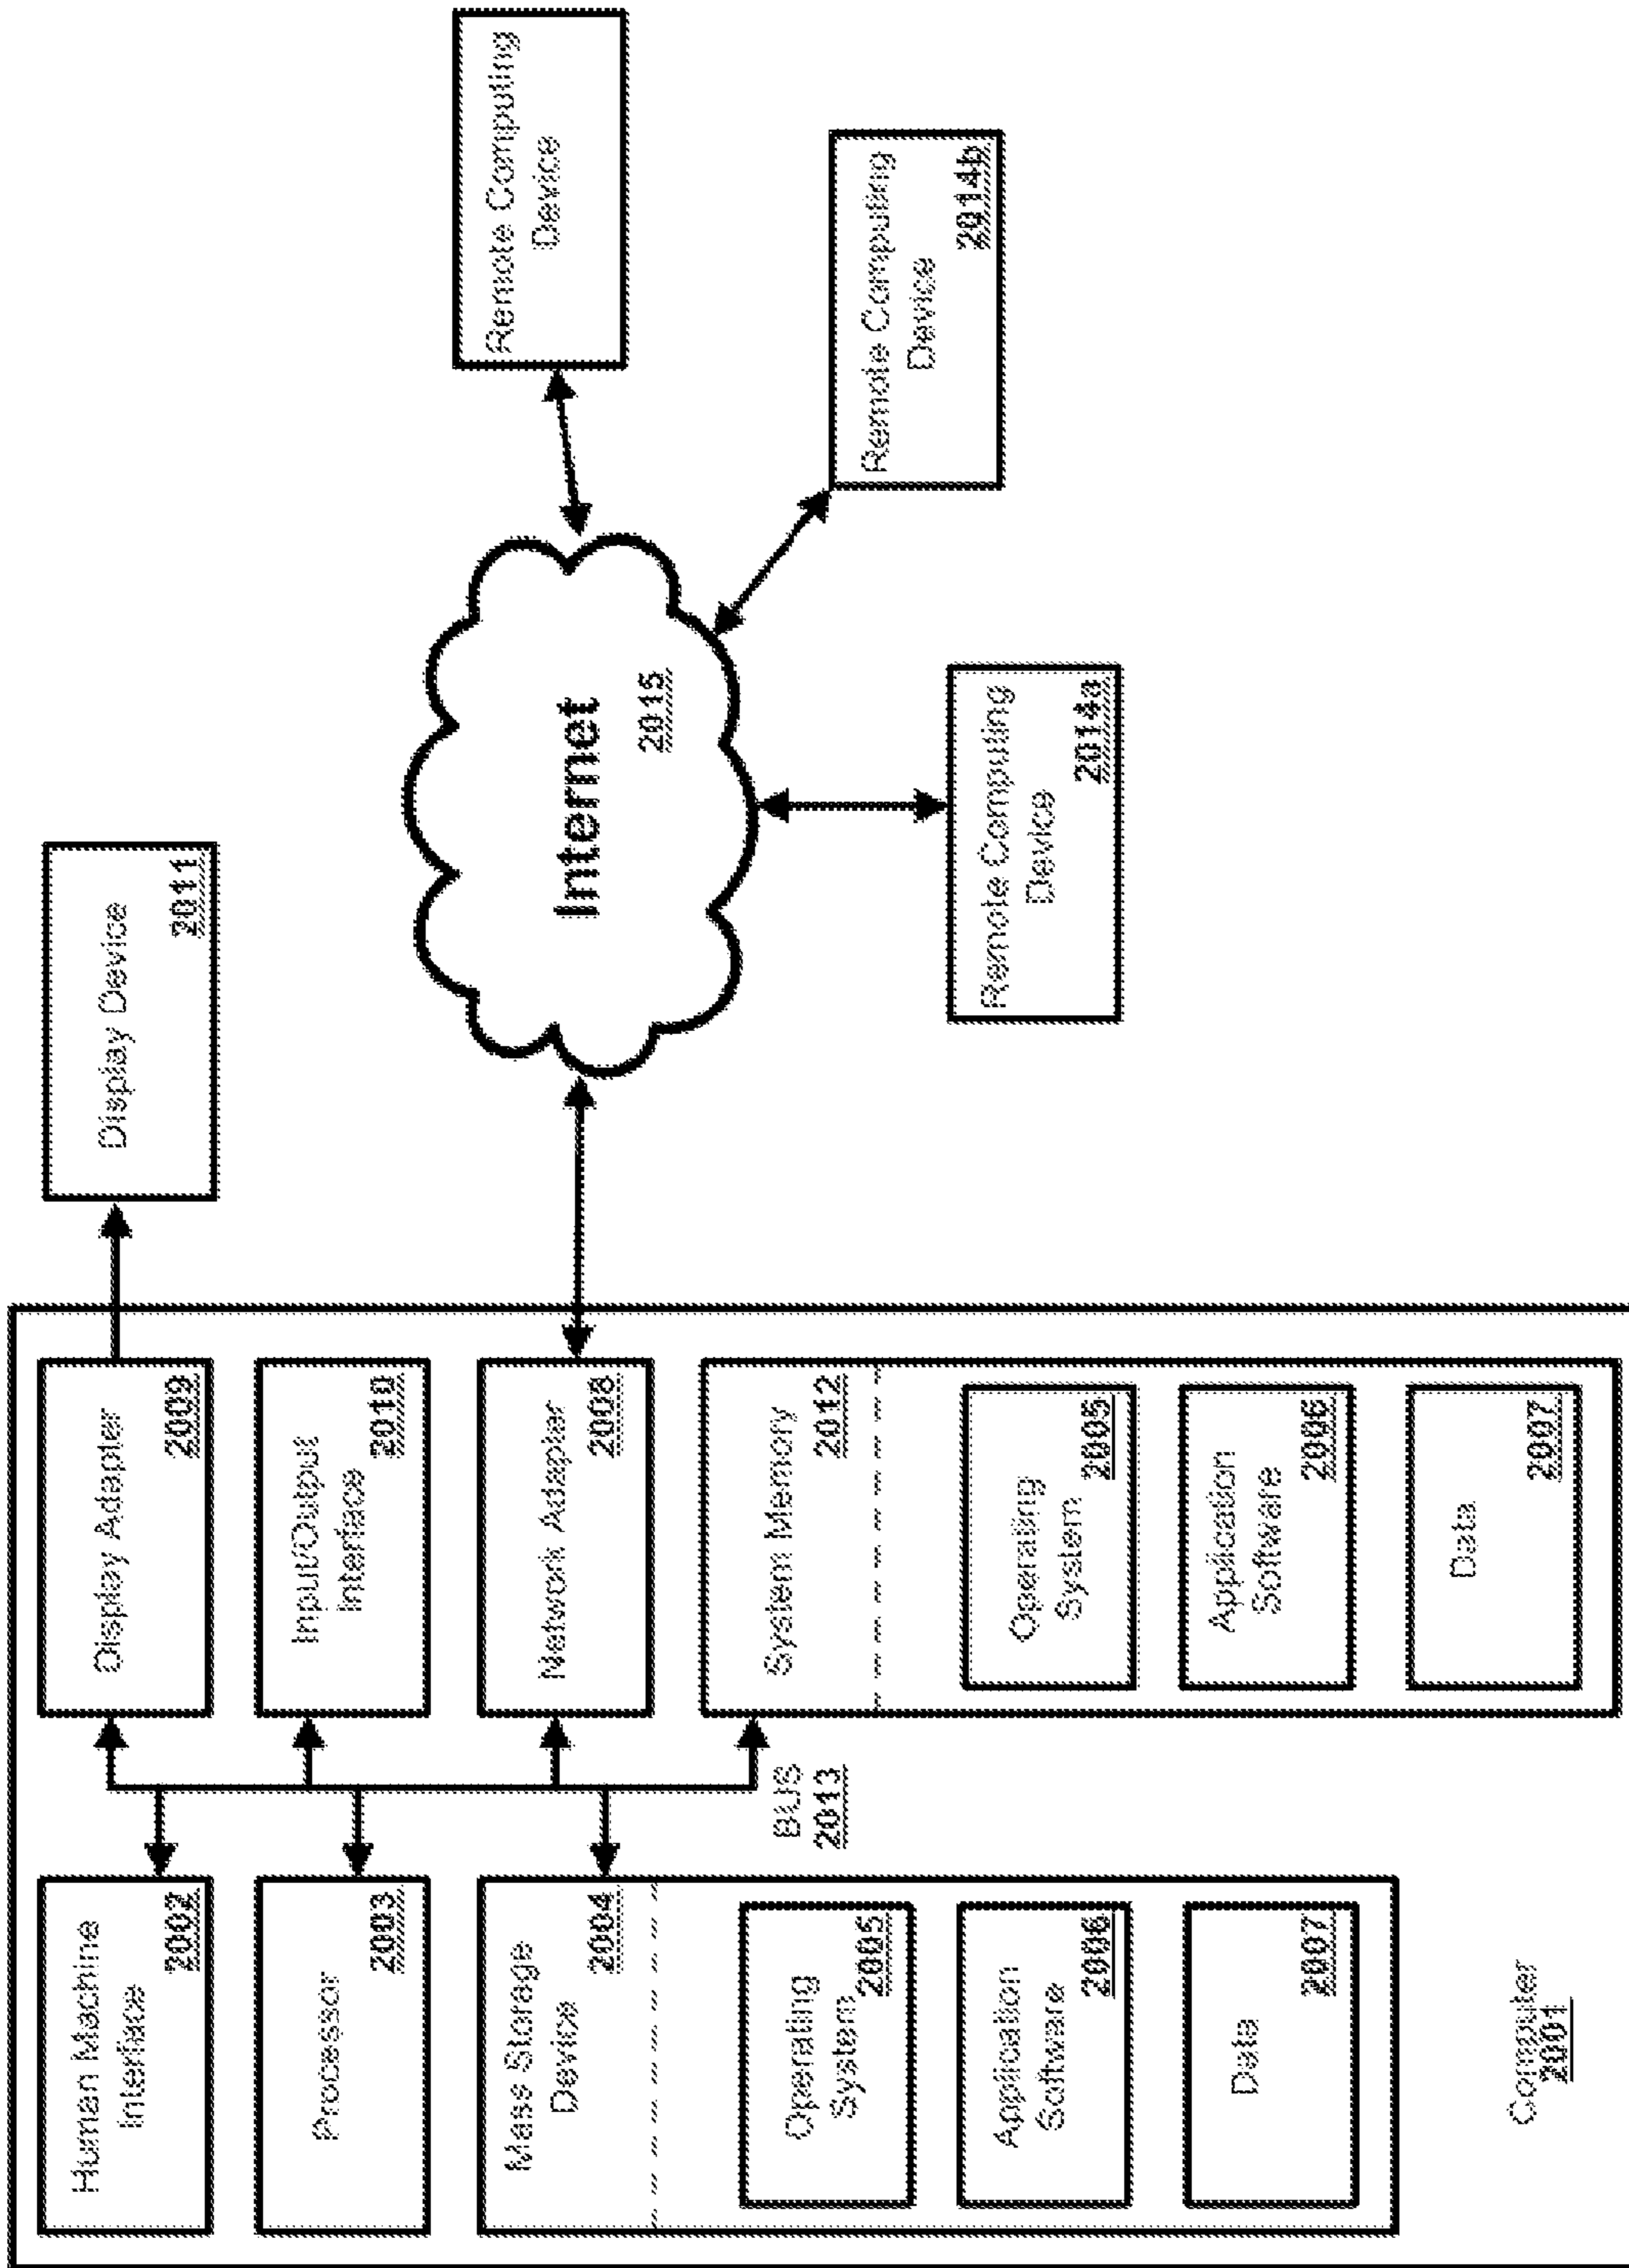 Human Machine
Interface
2002
Processor
2003
Mass Storage
Device
2004
Operating
System
2005
Application
Software
2006
Data
2007
Computer
2001
BUS
2013
Display Adapter
2009
Input/Output
Interface
2010
Network Adapter
2008
System Memory
2012
Operating
System
2005
Application
Software
2006
Data
2007
Display Device
2011
Internet
2015
Remote Computing
Device
2014a
Remote Computing
Device
2014b
Remote Computing
Device